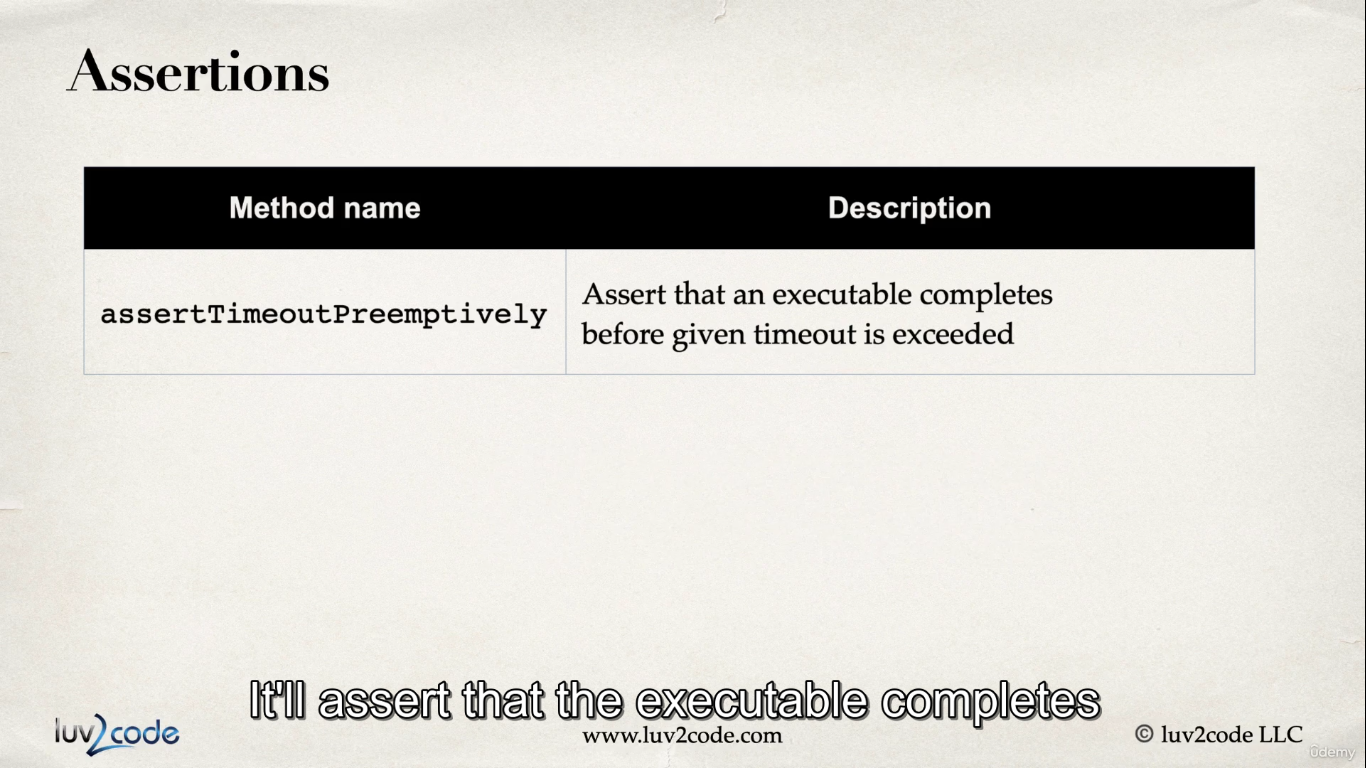 Assertions
Method name Description
assertTimeoutPreemptively
Assert that an executable completes
before given timeout is exceeded
It'll assert that the executable completes
luv2code
www.luv2code.com
© luv2code LLC
ûdemy